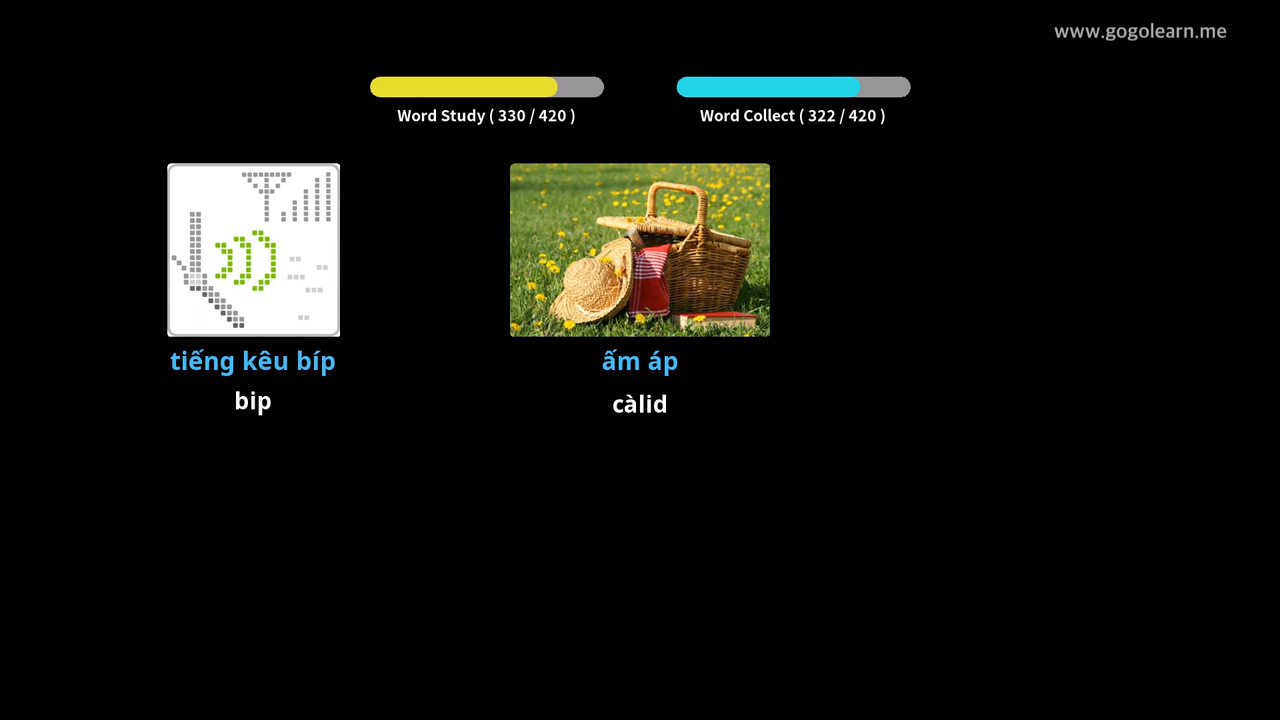 www.gogolearn.me
Word Study ( 330 / 420 )
Word Collect ( 322 / 420 )
tiếng kêu bíp
bip
ấm áp
càlid